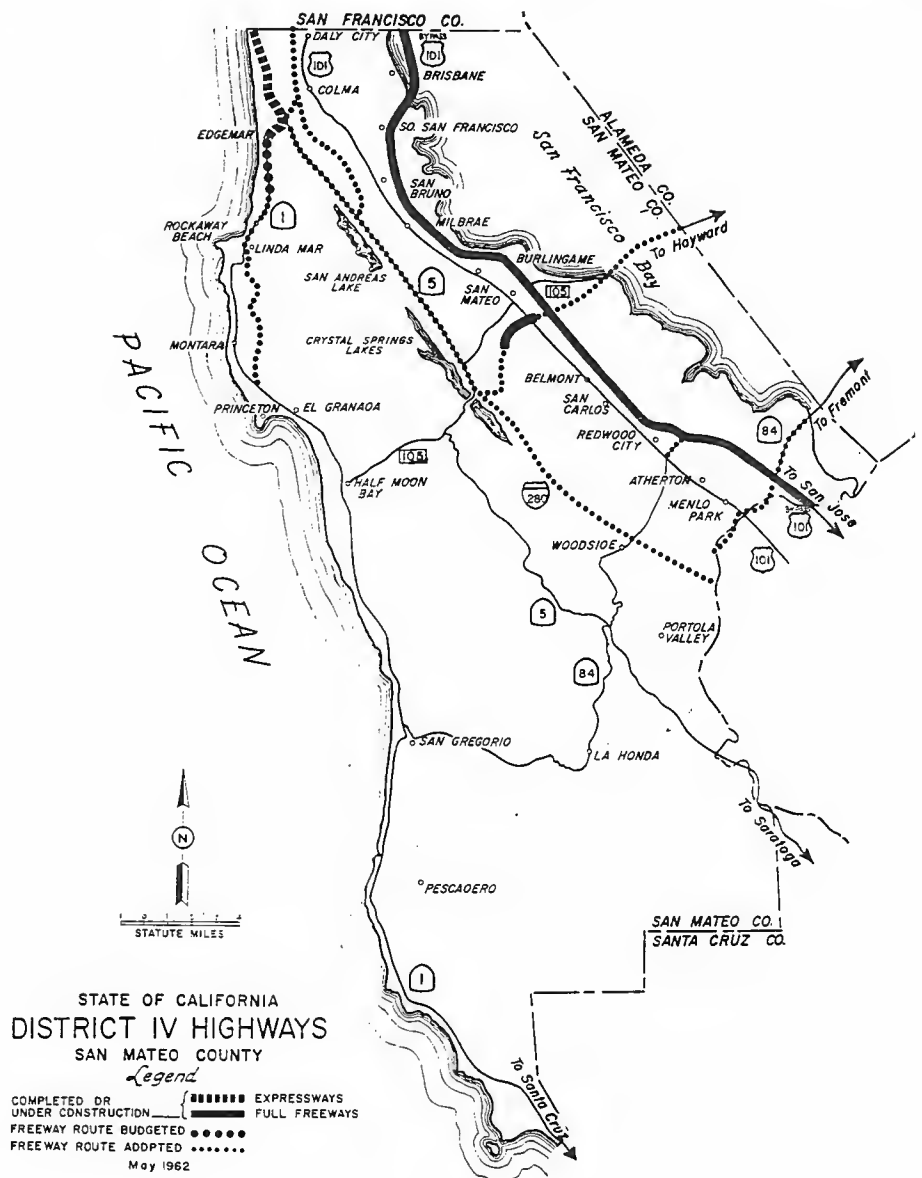 SAN FRANCISCO CO.
DALY CITY
BYPASS
101
101
BRISBANE
COLMA
ALAMEDA CO.
SAN MATEO CO.
EDGEMAR
SO. SAN FRANCISCO
San Francisco
Bay
SAN
BRUNO
1
MILBRAE
To Hayward
ROCKAWAY
BEACH
LINDA MAR
BURLINGAME
SAN ANDREAS
LAKE
5
SAN
MATEO
105
CRYSTAL SPRINGS
LAKES
MONTARA
BELMONT
SAN
CARLOS
To Fremont
PACIFIC
OCEAN
PRINCETON
EL GRANAOA
REDWOOD
CITY
84
105
HALF MOON
BAY
280
ATHERTON
To San Jose
MENLO
PARK
101
WOODSIOE
101
5
PORTOLA
VALLEY
84
SAN GREGORIO
LA HONDA
To Saratoga
N
PESCAOERO
STATUTE MILES
SAN MATEO CO.
SANTA CRUZ CO.
1
To Santa Cruz
STATE OF CALIFORNIA
DISTRICT IV HIGHWAYS
SAN MATEO COUNTY
Legend
COMPLETED OR EXPRESSWAYS
UNDER CONSTRUCTION FULL FREEWAYS
FREEWAY ROUTE BUDGETED
FREEWAY ROUTE ADOPTED
May 1962